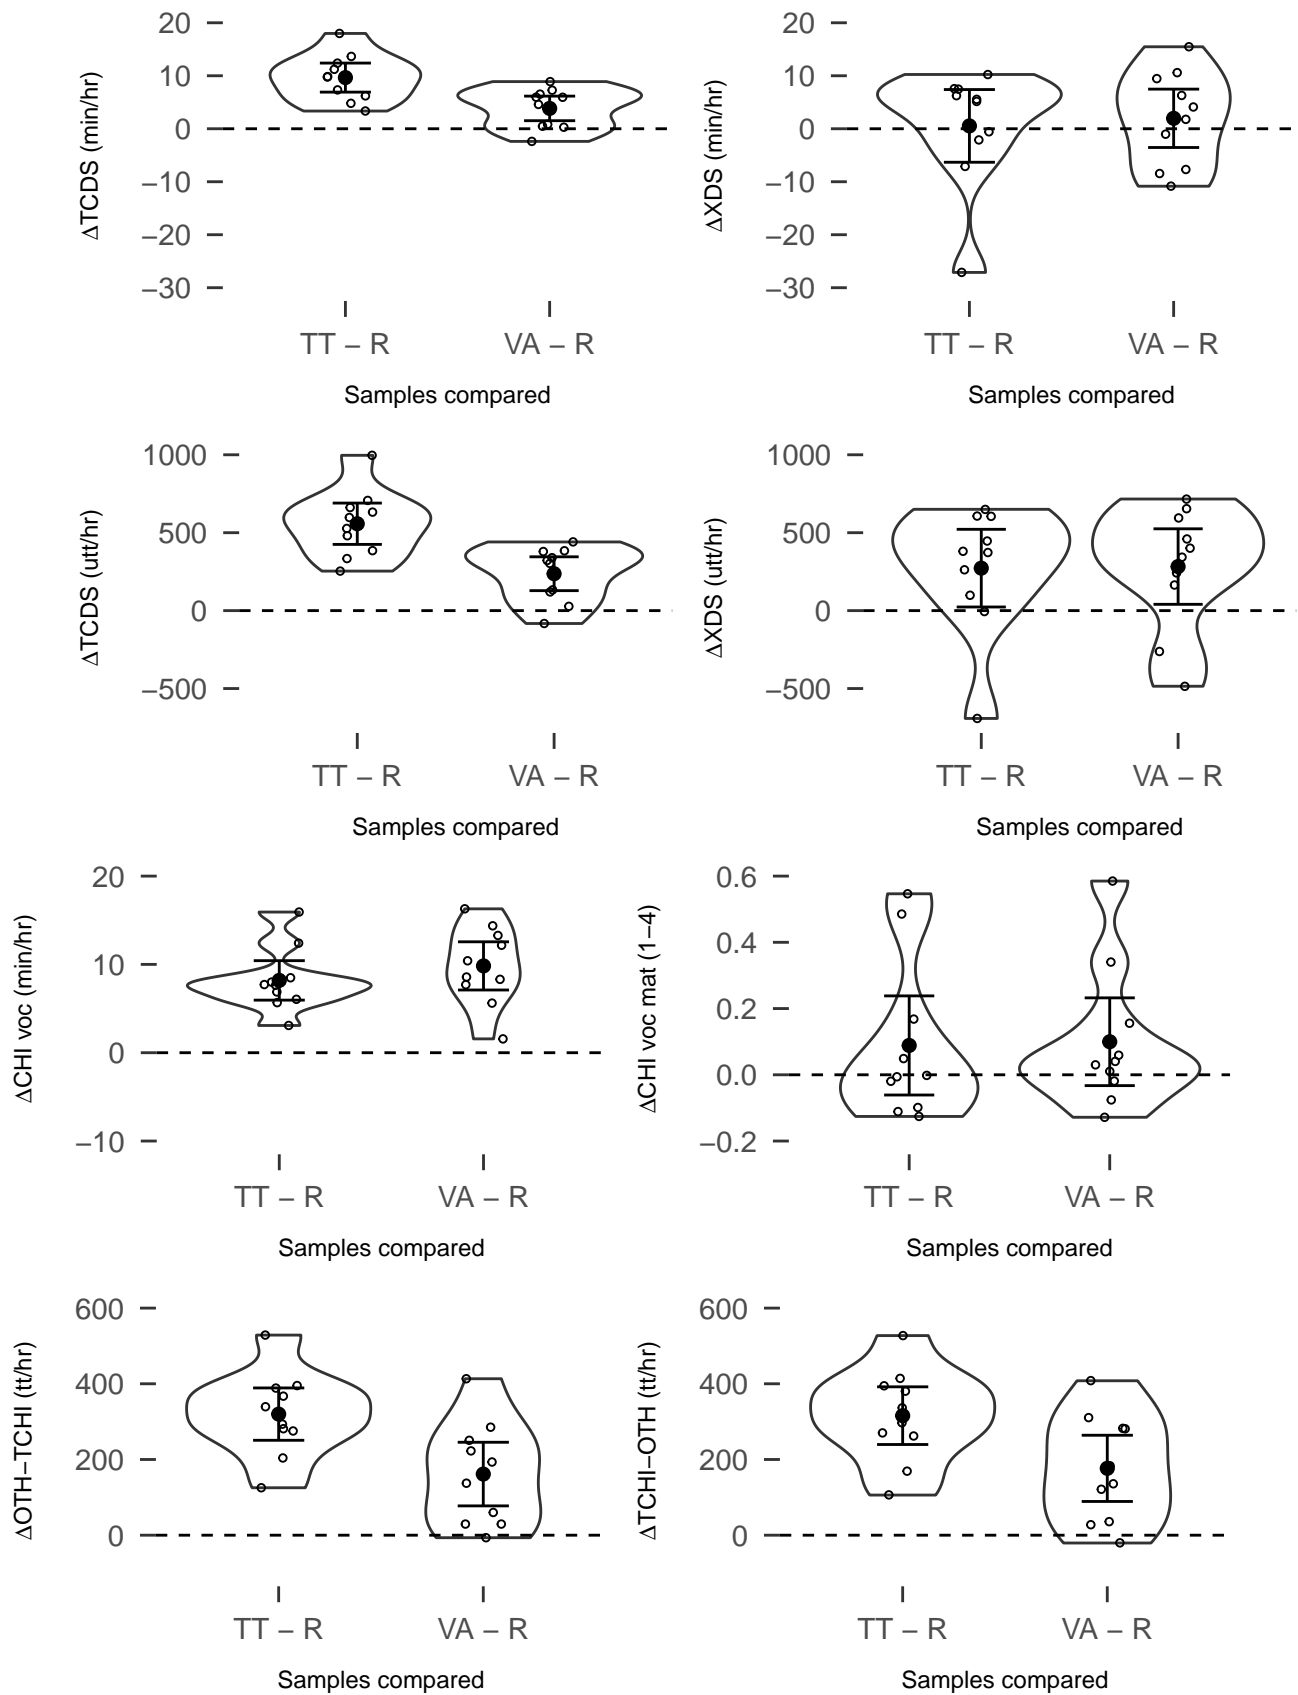 ΔTCDS (min/hr)
20
10
0
−10
−20
−30
TT − R
VA − R
Samples compared
ΔXDS (min/hr)
20
10
0
−10
−20
−30
TT − R
VA − R
Samples compared
ΔTCDS (utt/hr)
1000
500
0
−500
TT − R
VA − R
Samples compared
ΔXDS (utt/hr)
1000
500
0
−500
TT − R
VA − R
Samples compared
ΔCHI voc (min/hr)
20
10
0
−10
TT − R
VA − R
Samples compared
ΔCHI voc mat (1−4)
0.6
0.4
0.2
0.0
−0.2
TT − R
VA − R
Samples compared
ΔOTH−TCHI (tt/hr)
600
400
200
0
TT − R
VA − R
Samples compared
ΔTCHI−OTH (tt/hr)
600
400
200
0
TT − R
VA − R
Samples compared